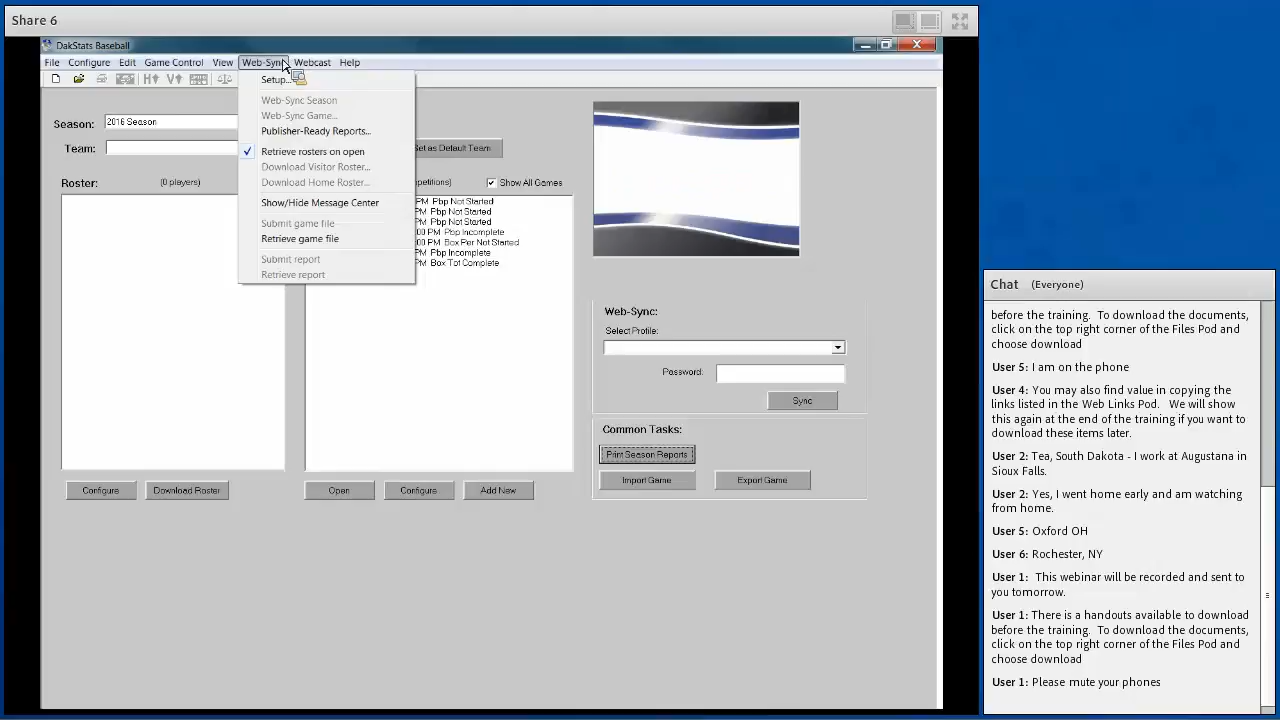 Share 6
DakStats Baseball
File Configure Edit Game Control View Web-Sync Webcast Help
Setup...
Web-Sync Season
Web-Sync Game...
Publisher-Ready Reports...
Retrieve rosters on open
Download Visitor Roster...
Download Home Roster...
Show/Hide Message Center
Submit game file
Retrieve game file
Submit report
Retrieve report
Season: 2016 Season
Team:
Set as Default Team
Roster: (0 players)
Show All Games
PM Pbp Not Started
PM Pbp Not Started
PM Pbp Not Started
PM Pbp Incomplete
00 PM Box Per Not Started
PM Pbp Incomplete
PM Box Tot Complete
Configure Download Roster
Open Configure... Add New
Web-Sync:
Select Profile:
Password:
Sync
Common Tasks:
Print Season Reports
Import Game Export Game
Chat (Everyone)
before the training. To download the documents,
click on the top right corner of the Files Pod and
choose download
User 5: I am on the phone
User 4: You may also find value in copying the
links listed in the Web Links Pod. We will show
this again at the end of the training if you want to
download these items later.
User 2: Tea, South Dakota - I work at Augustana in
Sioux Falls.
User 2: Yes, I went home early and am watching
from home.
User 5: Oxford OH
User 6: Rochester, NY
User 1: This webinar will be recorded and sent to
you tomorrow.
User 1: There is a handouts available to download
before the training. To download the documents,
click on the top right corner of the Files Pod and
choose download
User 1: Please mute your phones